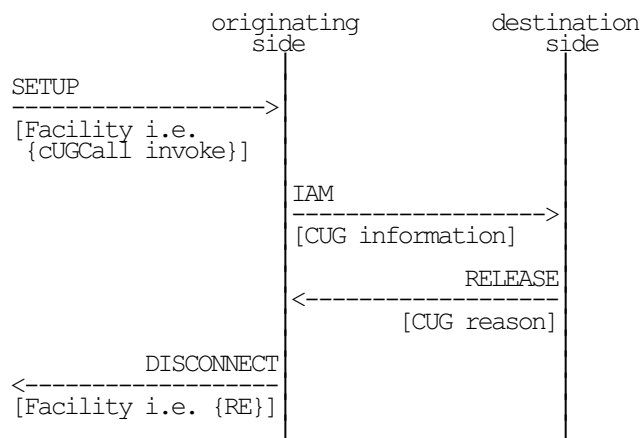 originating destination
side side
SETUP
[Facility i.e.
{cUGCall invoke}]
IAM
[CUG information]
RELEASE
[CUG reason]
DISCONNECT
[Facility i.e. {RE}]